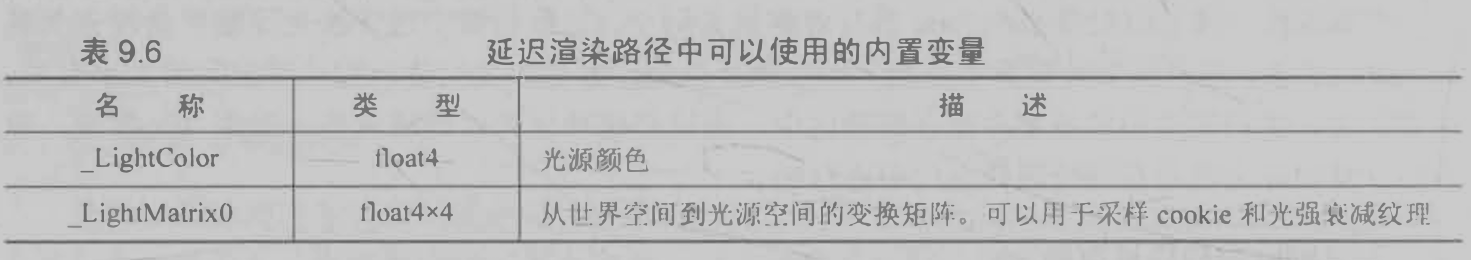 表 9.6 延迟渲染路径中可以使用的内置变量
名 称 类 型 描 述
_LightColor float4 光源颜色
_LightMatrix0 float4×4 从世界空间到光源空间的变换矩阵。可以用于采样 cookie 和光强衰减纹理